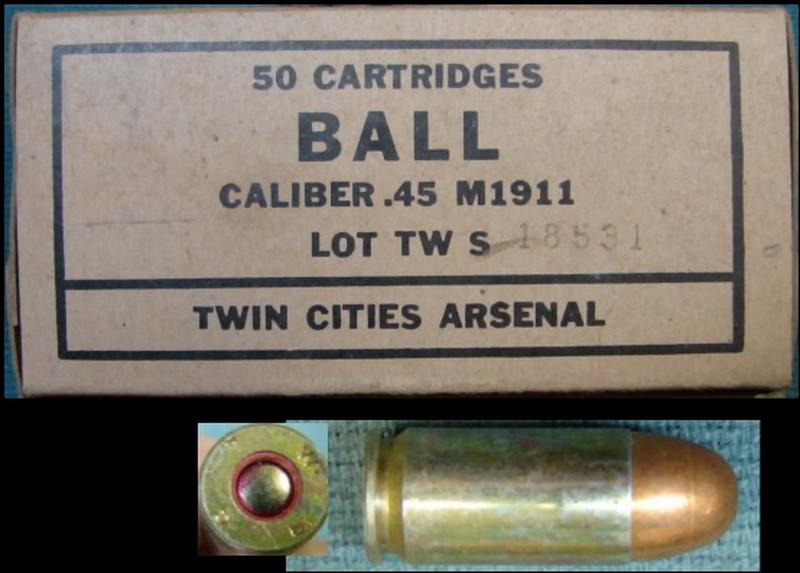 50 CARTRIDGES
BALL
CALIBER .45 M1911
LOT TW S 18531
TWIN CITIES ARSENAL